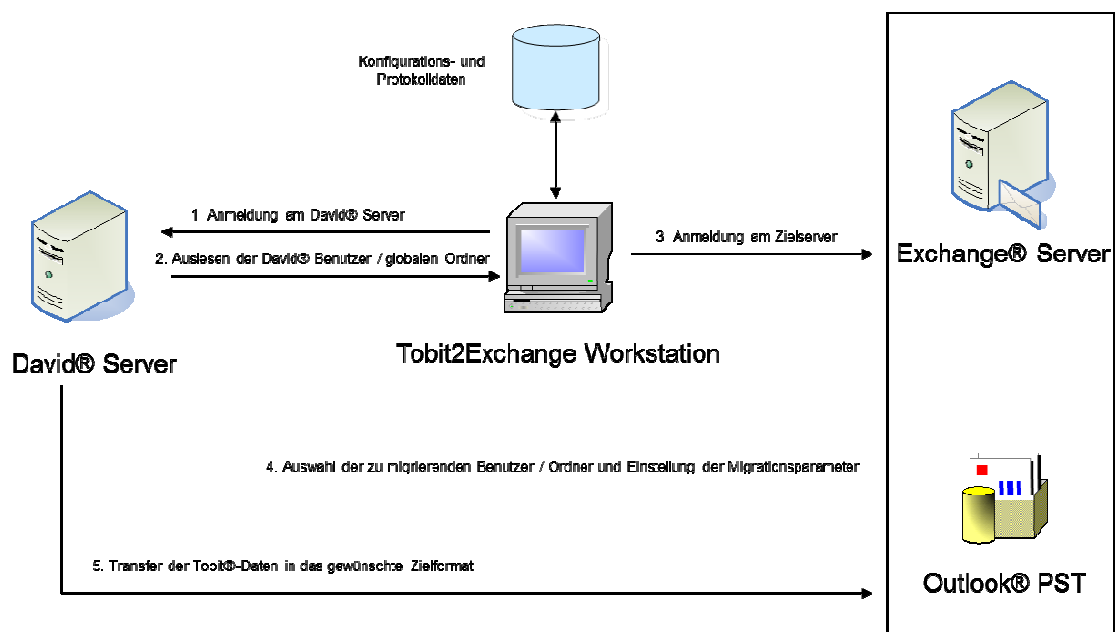 Konfigurations- und
Protokolldaten
1 Anmeldung am David® Server
2. Auslesen der David® Benutzer / globalen Ordner
3 Anmeldung am Zielserver
Exchange® Server
David® Server
Tobit2Exchange Workstation
4. Auswahl der zu migrierenden Benutzer / Ordner und Einstellung der Migrationsparameter
5. Transfer der Tobit®-Daten in das gewünschte Zielformat
Outlook® PST